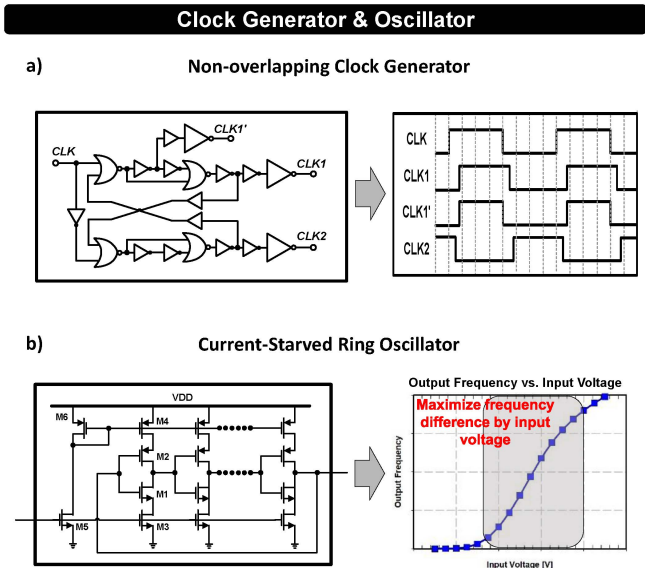 Clock Generator & Oscillator
a)
Non-overlapping Clock Generator
CLK1'
CLK
CLK1
CLK2
CLK
CLK1
CLK1'
CLK2
b)
Current-Starved Ring Oscillator
VDD
M6
M4
M2
M1
M5
M3
Output Frequency vs. Input Voltage
Maximize frequency
difference by input
voltage
Output Frequency
Input Voltage [V]